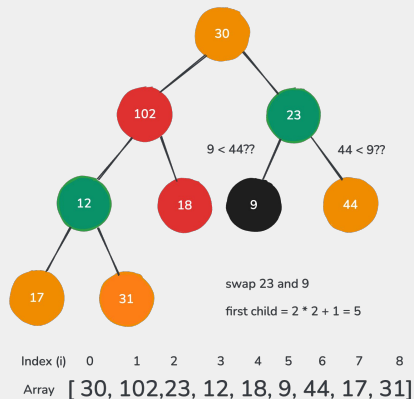 30
102
23
9 < 44??
44 < 9??
12
18
9
44
17
31
swap 23 and 9
first child = 2 * 2 + 1 = 5
Index (i) 0 1 2 3 4 5 6 7 8
Array [ 30, 102,23, 12, 18, 9, 44, 17, 31]